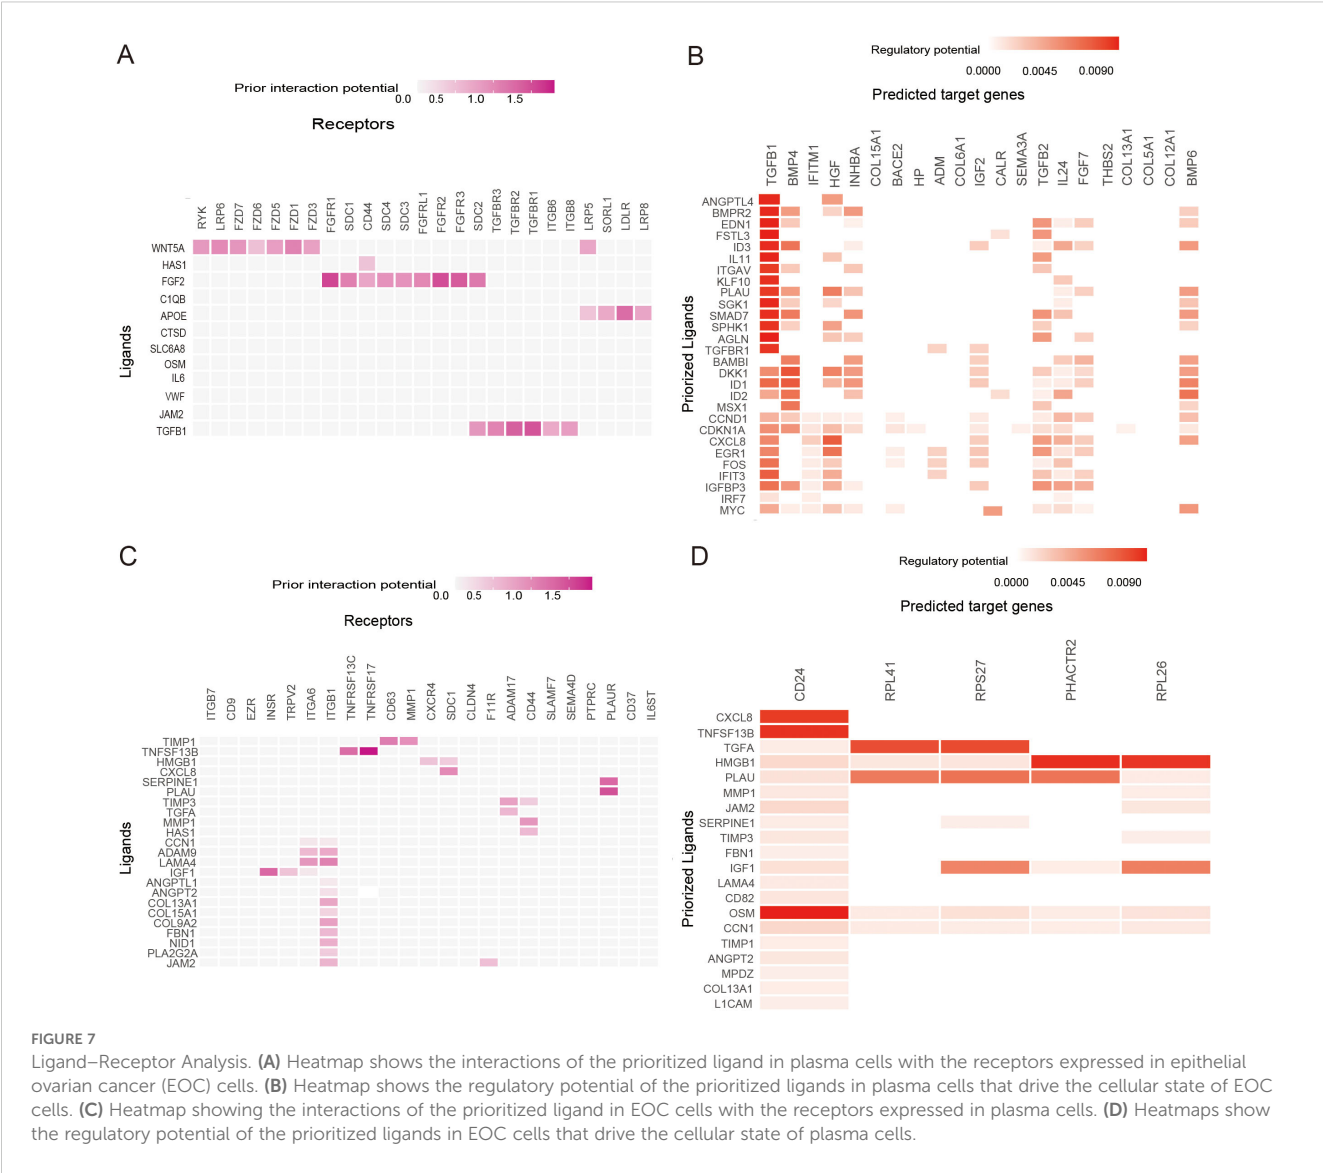 A
Prior interaction potential
0.0 0.5 1.0 1.5
Receptors
RYK LRP6 FZD7 FZD6 FZD5 FZD1 FZD3 FGFR1 SDC1 CD44 SDC4 SDC3 FGFRL1 FGFR2 FGFR3 SDC2 TGFBR3 TGFBR2 TGFBR1 ITGB6 ITGB8 LRP5 SORL1 LDLR LRP8
Ligands
WNT5A
HAS1
FGF2
C1QB
APOE
CTSD
SLC6A8
OSM
IL6
VWF
JAM2
TGFB1
B
Regulatory potential
0.0000 0.0045 0.0090
Predicted target genes
TGFB1 BMP4 IFITM1 HGF INHBA COL15A1 BACE2 HP ADM COL6A1 IGF2 CALR SEMA3A TGFB2 IL24 FGF7 THBS2 COL13A1 COL5A1 COL12A1 BMP6
Priorized Ligands
ANGPTL4
BMPR2
EDN1
FSTL3
ID3
IL11
ITGAV
KLF10
PLAU
SGK1
SMAD7
SPHK1
AGLN
TGFBR1
BAMBI
DKK1
ID1
ID2
MSX1
CCND1
CDKN1A
CXCL8
EGR1
FOS
IFIT3
IGFBP3
IRF7
MYC
C
Prior interaction potential
0.0 0.5 1.0 1.5
Receptors
ITGB7 CD9 EZR INSR TRPV2 ITGA6 ITGB1 TNFRSF13C TNFRSF17 CD63 MMP1 CXCR4 SDC1 CLDN4 F11R ADAM17 CD44 SLAMF7 SEMA4D PTPRC PLAUR CD37 IL6ST
Ligands
TIMP1
TNFSF13B
HMGB1
CXCL8
SERPINE1
PLAU
TIMP3
TGFA
MMP1
HAS1
CCN1
ADAM9
LAMA4
IGF1
ANGPTL1
ANGPT2
COL13A1
COL15A1
COL9A2
FBN1
NID1
PLA2G2A
JAM2
D
Regulatory potential
0.0000 0.0045 0.0090
Predicted target genes
CD24 RPL41 RPS27 PHACTR2 RPL26
Priorized Ligands
CXCL8
TNFSF13B
TGFA
HMGB1
PLAU
MMP1
JAM2
SERPINE1
TIMP3
FBN1
IGF1
LAMA4
CD82
OSM
CCN1
TIMP1
ANGPT2
MPDZ
COL13A1
L1CAM
FIGURE 7
Ligand–Receptor Analysis. (A) Heatmap shows the interactions of the prioritized ligand in plasma cells with the receptors expressed in epithelial
ovarian cancer (EOC) cells. (B) Heatmap shows the regulatory potential of the prioritized ligands in plasma cells that drive the cellular state of EOC
cells. (C) Heatmap showing the interactions of the prioritized ligand in EOC cells with the receptors expressed in plasma cells. (D) Heatmaps show
the regulatory potential of the prioritized ligands in EOC cells that drive the cellular state of plasma cells.